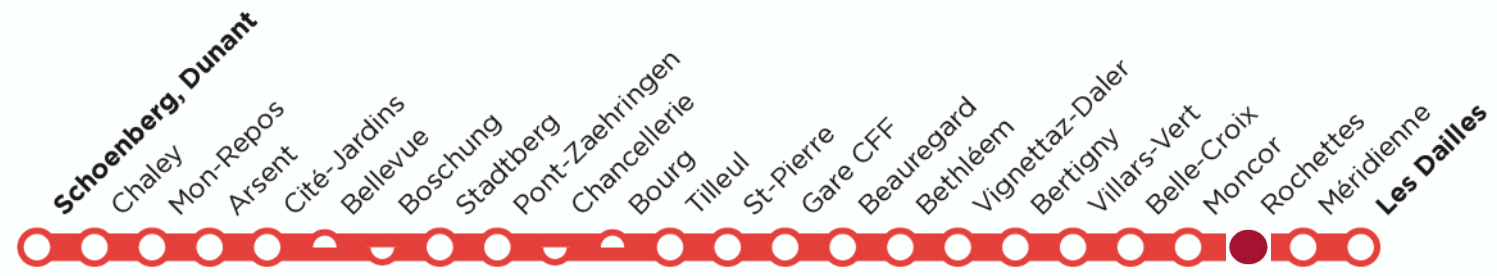 Schoenberg, Dunant
Chaley
Mon-Repos
Arsent
Cité-Jardins
Bellevue
Boschung
Stadtberg
Pont-Zaehringen
Chancellerie
Bourg
Tilleul
St-Pierre
Gare CFF
Beauregard
Bethléem
Vignettaz-Daler
Bertigny
Villars-Vert
Belle-Croix
Moncor
Rochettes
Méridienne
Les Dailles